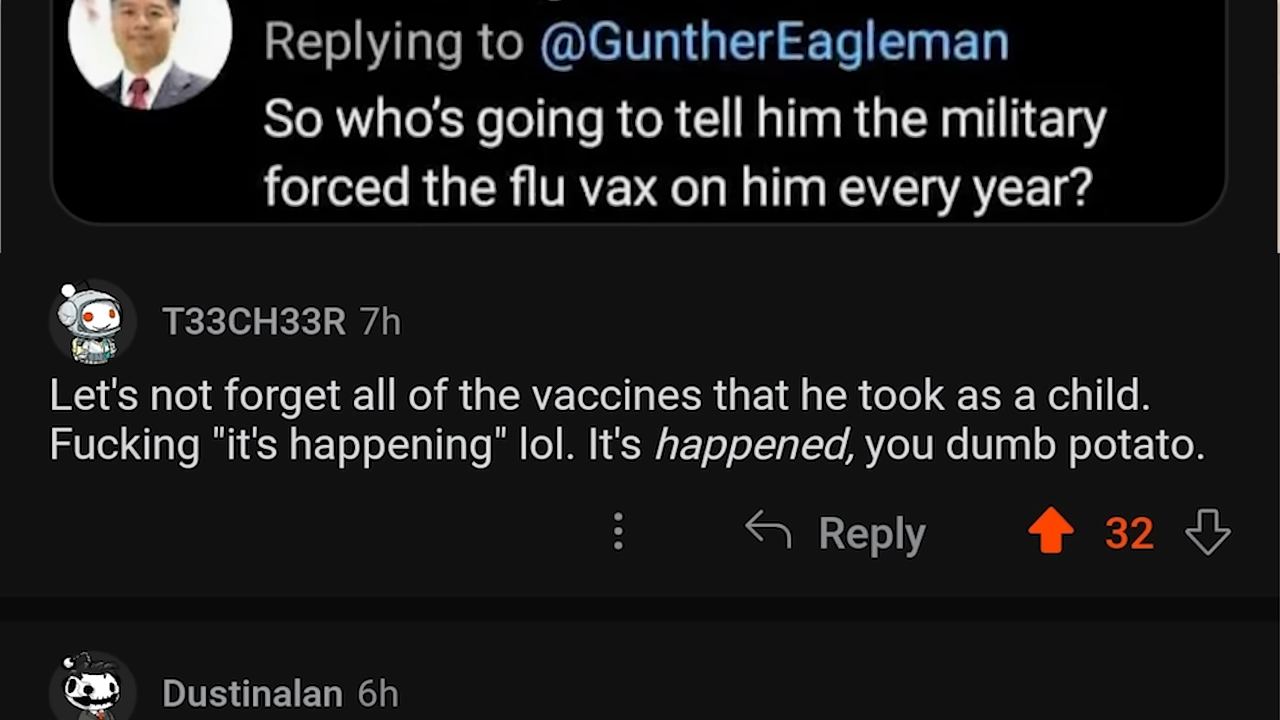 Replying to @GuntherEagleman
So who’s going to tell him the military
forced the flu vax on him every year?
T33CH33R 7h
Let's not forget all of the vaccines that he took as a child.
Fucking "it's happening" lol. It's happened, you dumb potato.
Reply 32
Dustinalan 6h